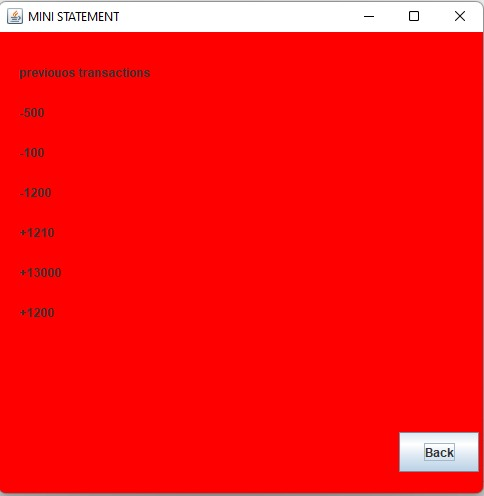 MINI STATEMENT
previouos transactions
-500
-100
-1200
+1210
+13000
+1200
Back